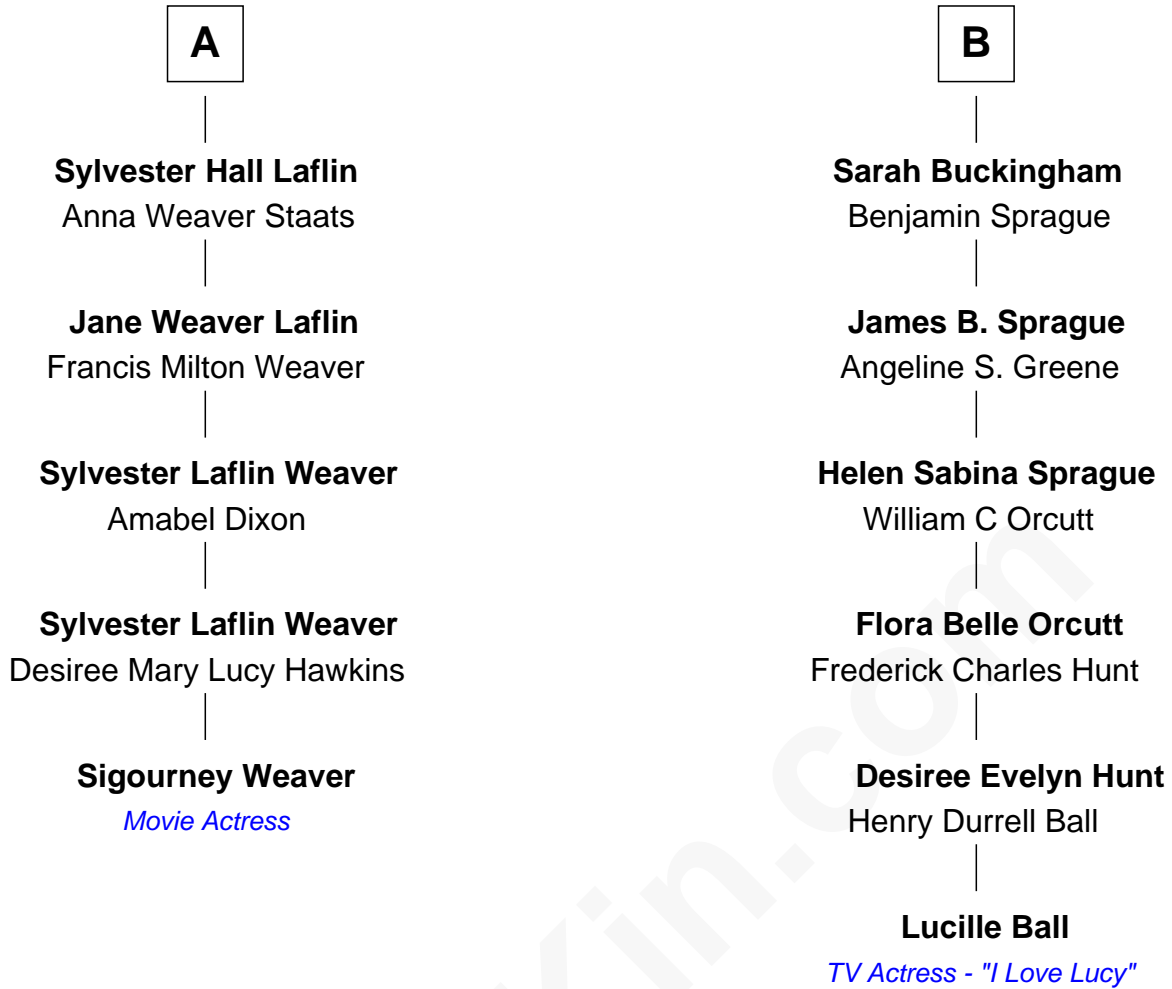 A
Sylvester Hall Laflin
Anna Weaver Staats
Jane Weaver Laflin
Francis Milton Weaver
Sylvester Laflin Weaver
Amabel Dixon
Sylvester Laflin Weaver
Desiree Mary Lucy Hawkins
Sigourney Weaver
Movie Actress
B
Sarah Buckingham
Benjamin Sprague
James B. Sprague
Angeline S. Greene
Helen Sabina Sprague
William C Orcutt
Flora Belle Orcutt
Frederick Charles Hunt
Desiree Evelyn Hunt
Henry Durrell Ball
Lucille Ball
TV Actress - "I Love Lucy"
Kin.com